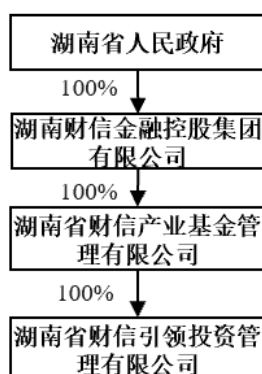 湖南省人民政府
100%
湖南财信金融控股集团
有限公司
100%
湖南省财信产业基金管
理有限公司
100%
湖南省财信引领投资管
理有限公司